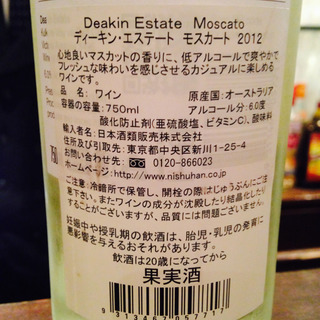 Deakin Estate Moscato
ディーキン・エステート モスカート 2012
心地良いマスカットの香りに、低アルコールで爽やかで
フレッシュな味わいを感じさせるカジュアルに楽しめる
ワインです。
品名: ワイン 原産国: オーストラリア
容器の容量: 750ml アルコール分: 6.0度
酸化防止剤(亜硫酸塩、ビタミンC)、酸味料
輸入者名: 日本酒類販売株式会社
住所及び引取先: 東京都中央区新川1-25-4
お問い合わせ先: 0120-866023
ホームページ: http://www.nishuhan.co.jp
ご注意: 冷暗所で保管し、開栓の際はじゅうぶんにご注
意。またワインの成分が沈殿したり結晶化したり
することがございますが、品質には問題ございません。
妊娠中や授乳期の飲酒は、胎児・乳児の発育に
悪影響を与えるおそれがあります。
飲酒は20歳になってから
果実酒
9 313467 057717